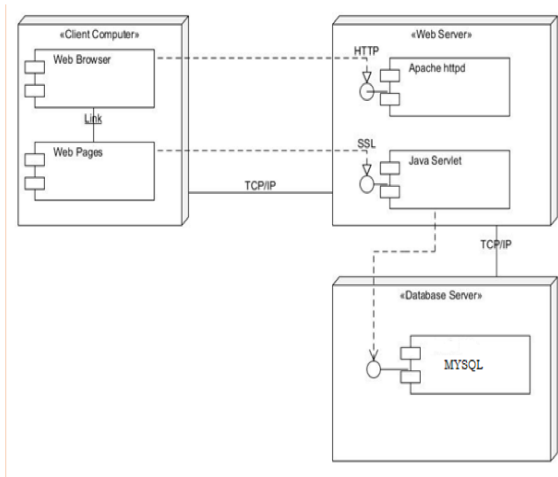 «Client Computer»
Web Browser
Link
Web Pages
HTTP
SSL
TCP/IP
«Web Server»
Apache httpd
Java Servlet
TCP/IP
«Database Server»
MYSQL